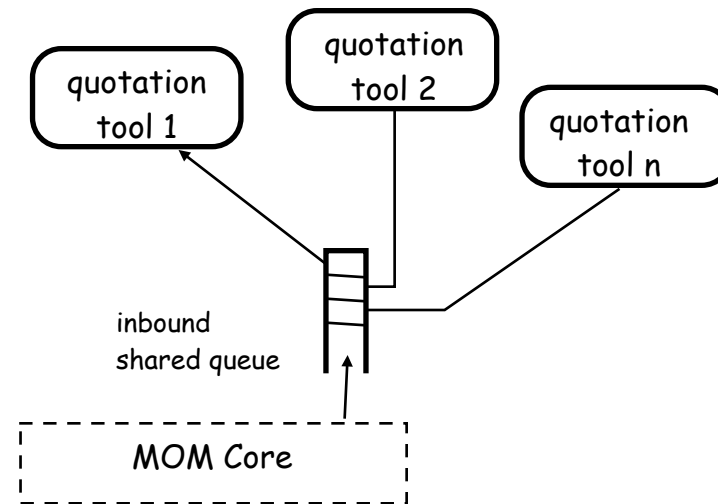 quotation
tool 1
quotation
tool 2
quotation
tool n
inbound
shared queue
MOM Core